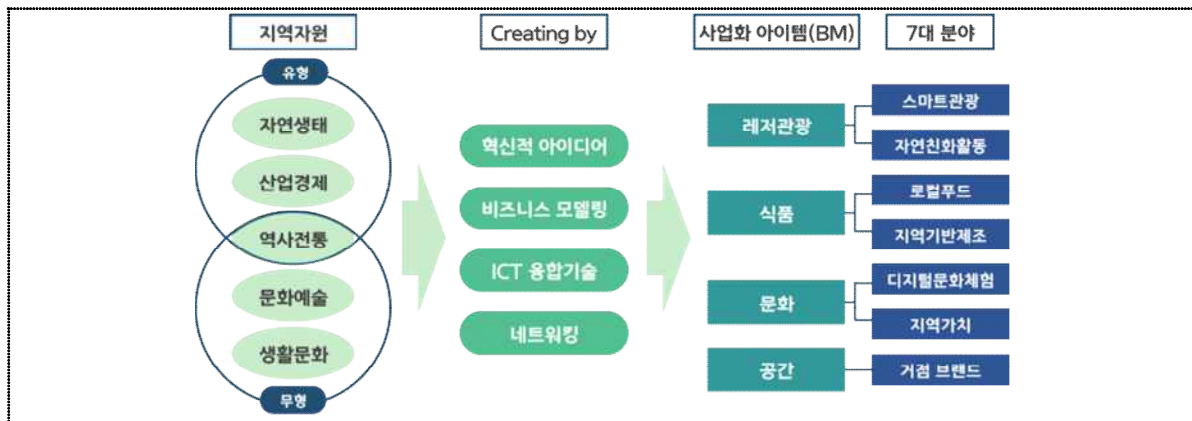 지역자원
유형
자연생태
산업경제
역사전통
문화예술
생활문화
무형
Creating by
혁신적 아이디어
비즈니스 모델링
ICT 융합기술
네트워킹
사업화 아이템(BM)
레저관광
식품
문화
공간
7대 분야
스마트관광
자연친화활동
로컬푸드
지역기반제조
디지털문화체험
지역가치
거점 브랜드